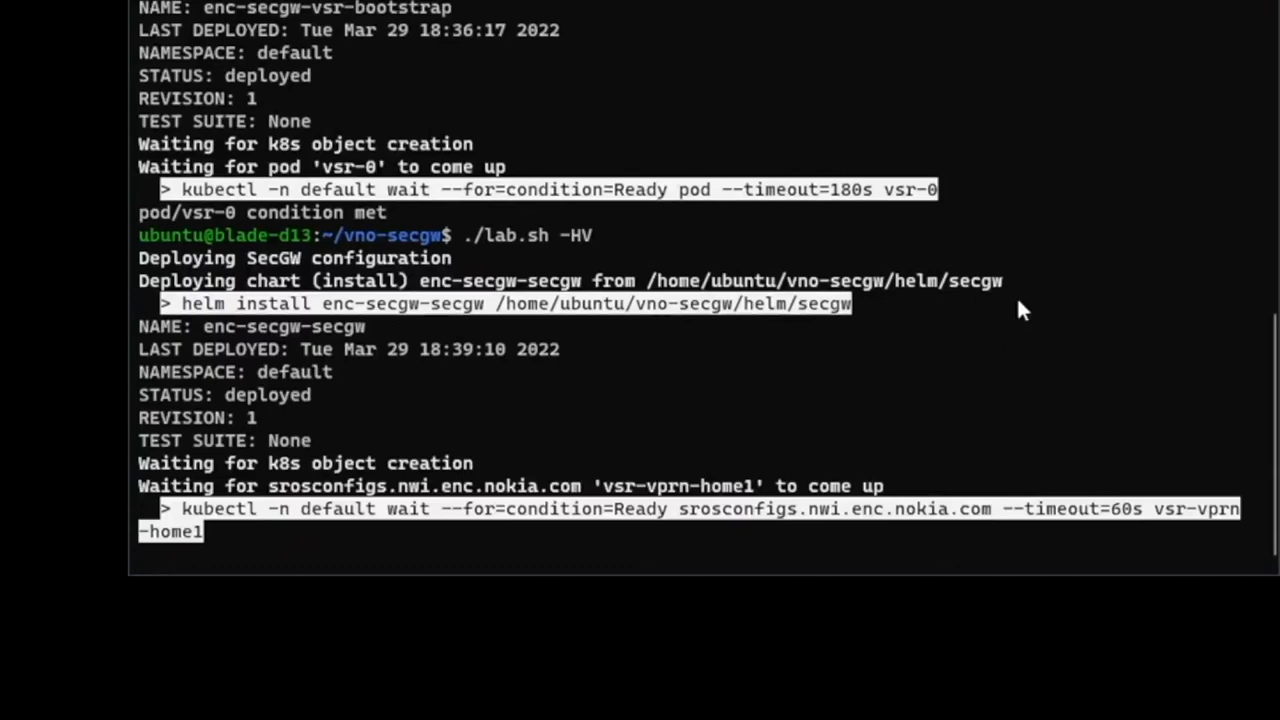 NAME: enc-secgw-vsr-bootstrap
LAST DEPLOYED: Tue Mar 29 18:36:17 2022
NAMESPACE: default
STATUS: deployed
REVISION: 1
TEST SUITE: None
Waiting for k8s object creation
Waiting for pod 'vsr-0' to come up
> kubectl -n default wait --for=condition=Ready pod --timeout=180s vsr-0
pod/vsr-0 condition met
ubuntu@blade-d13:~/vno-secgw$ ./lab.sh -HV
Deploying SecGW configuration
Deploying chart (install) enc-secgw-secgw from /home/ubuntu/vno-secgw/helm/secgw
> helm install enc-secgw-secgw /home/ubuntu/vno-secgw/helm/secgw
NAME: enc-secgw-secgw
LAST DEPLOYED: Tue Mar 29 18:39:10 2022
NAMESPACE: default
STATUS: deployed
REVISION: 1
TEST SUITE: None
Waiting for k8s object creation
Waiting for srosconfigs.nwi.enc.nokia.com 'vsr-vprn-home1' to come up
> kubectl -n default wait --for=condition=Ready srosconfigs.nwi.enc.nokia.com --timeout=60s vsr-vprn
-home1